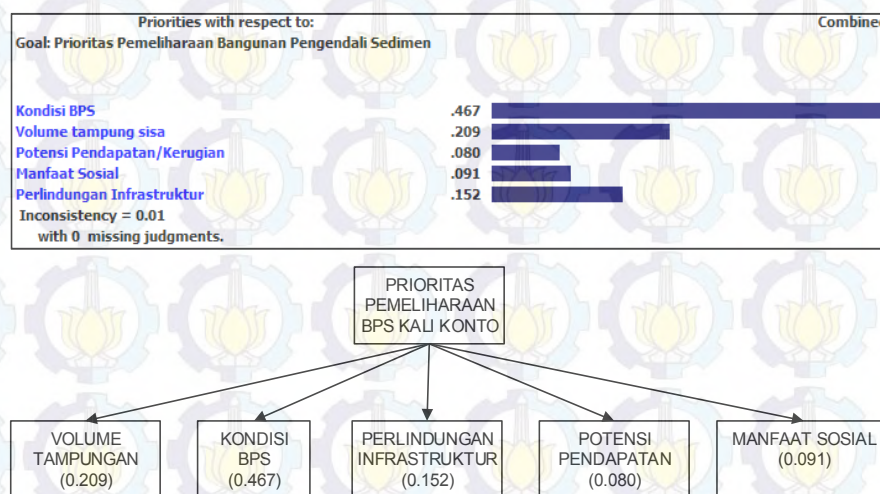 Priorities with respect to:
Combined
Goal: Prioritas Pemeliharaan Bangunan Pengendali Sedimen
Kondisi BPS .467
Volume tampung sisa .209
Potensi Pendapatan/Kerugian .080
Manfaat Sosial .091
Perlindungan Infrastruktur .152
Inconsistency = 0.01
with 0 missing judgments.
PRIORITAS
PEMELIHARAAN
BPS KALI KONTO
VOLUME
TAMPUNGAN
(0.209)
KONDISI
BPS
(0.467)
PERLINDUNGAN
INFRASTRUKTUR
(0.152)
POTENSI
PENDAPATAN
(0.080)
MANFAAT SOSIAL
(0.091)